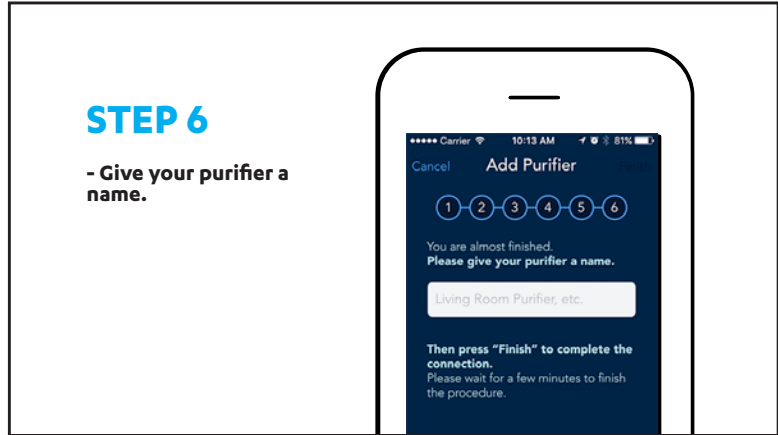 STEP 6
- Give your purifier a
name.
••••• Carrier 10:13 AM 81%
Cancel Add Purifier Finish
1 2 3 4 5 6
You are almost finished.
Please give your purifier a name.
Living Room Purifier, etc.
Then press "Finish" to complete the
connection.
Please wait for a few minutes to finish
the procedure.